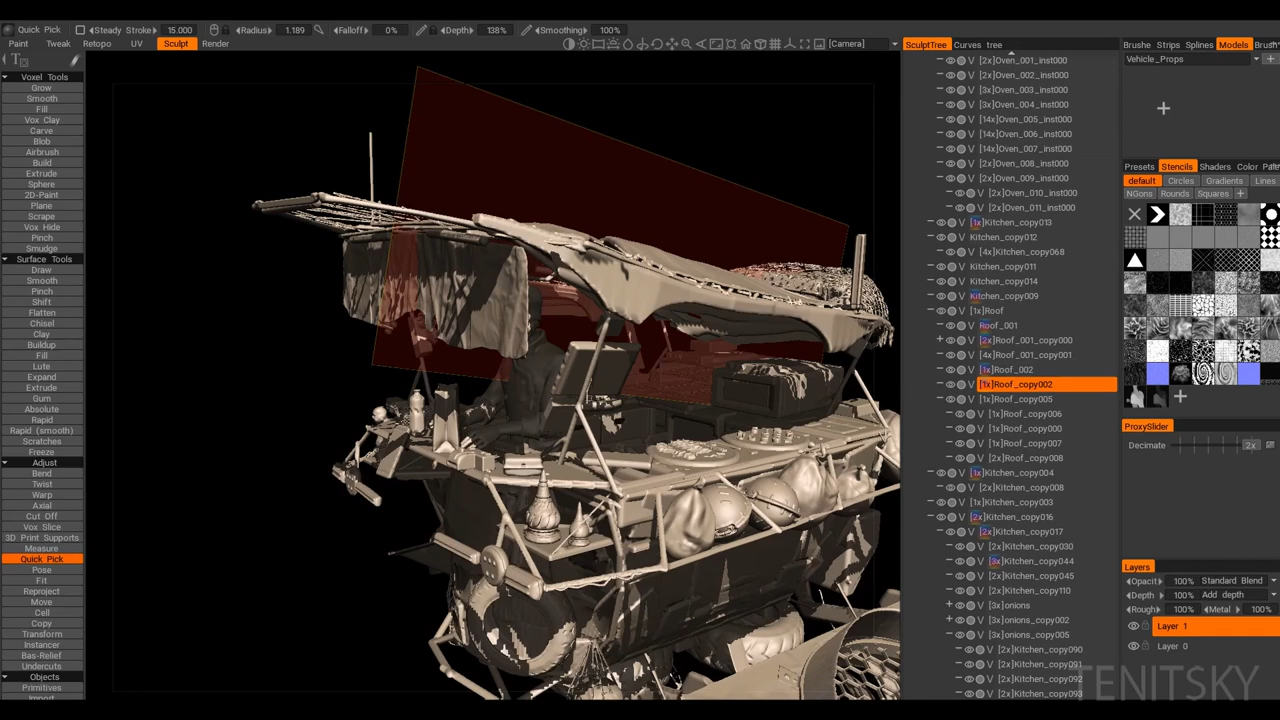 Quick Pick Steady Stroke 15.000 Radius 1.189 Falloff 0% Depth 138% Smoothing 100%
Paint Tweak Retopo UV Sculpt Render [Camera]
T
Voxel Tools
Grow
Smooth
Fill
Vox Clay
Carve
Blob
Airbrush
Build
Extrude
Sphere
2D-Paint
Plane
Scrape
Vox Hide
Pinch
Smudge
Surface Tools
Draw
Smooth
Pinch
Shift
Flatten
Chisel
Clay
Buildup
Fill
Lute
Expand
Extrude
Gum
Absolute
Rapid
Rapid (smooth)
Scratches
Freeze
Adjust
Bend
Twist
Warp
Axial
Cut Off
Vox Slice
3D Print Supports
Measure
Quick Pick
Pose
Fit
Reproject
Move
Cell
Copy
Transform
Instancer
Bas-Relief
Undercuts
Objects
Primitives
Import
SculptTree Curves tree
V [2x]Oven_001_inst000
V [2x]Oven_002_inst000
V [3x]Oven_003_inst000
V [3x]Oven_004_inst000
V [14x]Oven_005_inst000
V [14x]Oven_006_inst000
V [14x]Oven_007_inst000
V [2x]Oven_008_inst000
V [2x]Oven_009_inst000
V [2x]Oven_010_inst000
V [2x]Oven_011_inst000
V [1x]Kitchen_copy013
V Kitchen_copy012
V [4x]Kitchen_copy068
V Kitchen_copy011
V Kitchen_copy014
V Kitchen_copy009
V [1x]Roof
V Roof_001
V [2x]Roof_001_copy000
V [4x]Roof_001_copy001
V [1x]Roof_002
V [1x]Roof_copy002
V [1x]Roof_copy005
V [1x]Roof_copy006
V [1x]Roof_copy000
V [1x]Roof_copy007
V [2x]Roof_copy008
V [1x]Kitchen_copy004
V [2x]Kitchen_copy008
V [1x]Kitchen_copy003
V [2x]Kitchen_copy016
V [2x]Kitchen_copy017
V [2x]Kitchen_copy030
V [3x]Kitchen_copy044
V [2x]Kitchen_copy045
V [2x]Kitchen_copy110
V [3x]onions
V [3x]onions_copy002
V [3x]onions_copy005
V [2x]Kitchen_copy090
V [2x]Kitchen_copy091
V [2x]Kitchen_copy092
V [2x]Kitchen_copy093
Brushe Strips Splines Models Brush
Vehicle_Props
Presets Stencils Shaders Color Palet
default Circles Gradients Lines
NGons Rounds Squares +
ProxySlider
Decimate 2x
Layers
Opacit 100% Standard Blend
Depth 100% Add depth
Rough 100% Metal 100%
Layer 1
Layer 0
TENITSKY